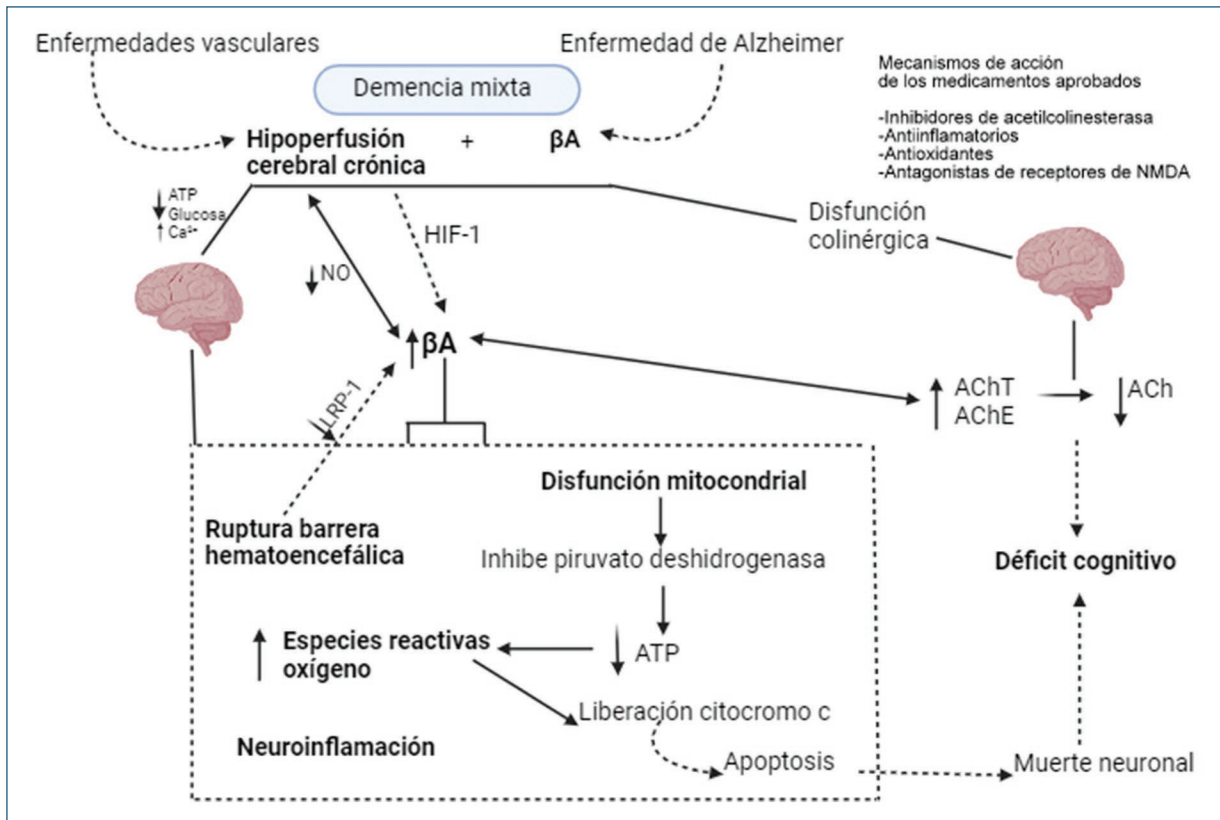 Enfermedades vasculares
Enfermedad de Alzheimer
Demencia mixta
Mecanismos de acción
de los medicamentos aprobados
-Inhibidores de acetilcolinesterasa
-Antiinflamatorios
-Antioxidantes
-Antagonistas de receptores de NMDA
Hipoperfusión + βA
cerebral crónica
ATP
Glucosa
Ca²⁺
HIF-1
NO
Disfunción
colinérgica
βA
LRP-1
AChT
AChE
ACh
Disfunción mitocondrial
Ruptura barrera
hematoencefálica
Inhibe piruvato deshidrogenasa
Déficit cognitivo
Especies reactivas
oxígeno
ATP
Liberación citocromo c
Neuroinflamación
Apoptosis
Muerte neuronal